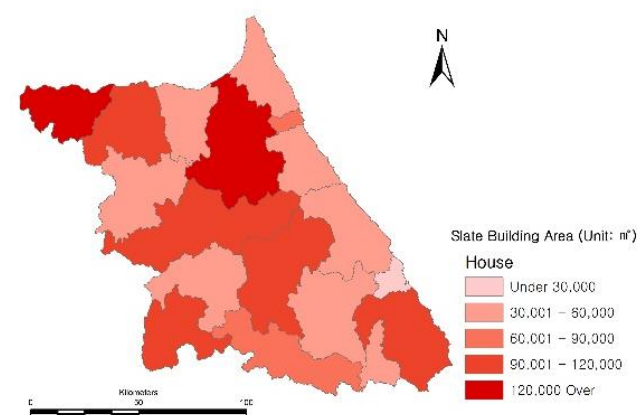 N
Slate Building Area (Unit: ㎡)
House
Under 30,000
30,001 - 60,000
60,001 - 90,000
90,001 - 120,000
120,000 Over
Kilometers
0 50 100